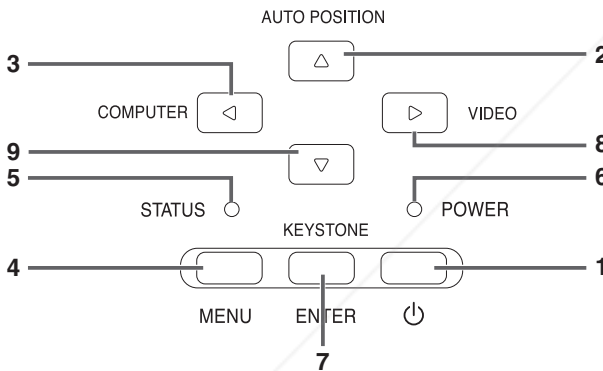 AUTO POSITION
3
2
COMPUTER
VIDEO
9
8
5
6
STATUS
POWER
KEYSTONE
4
1
MENU
ENTER
7